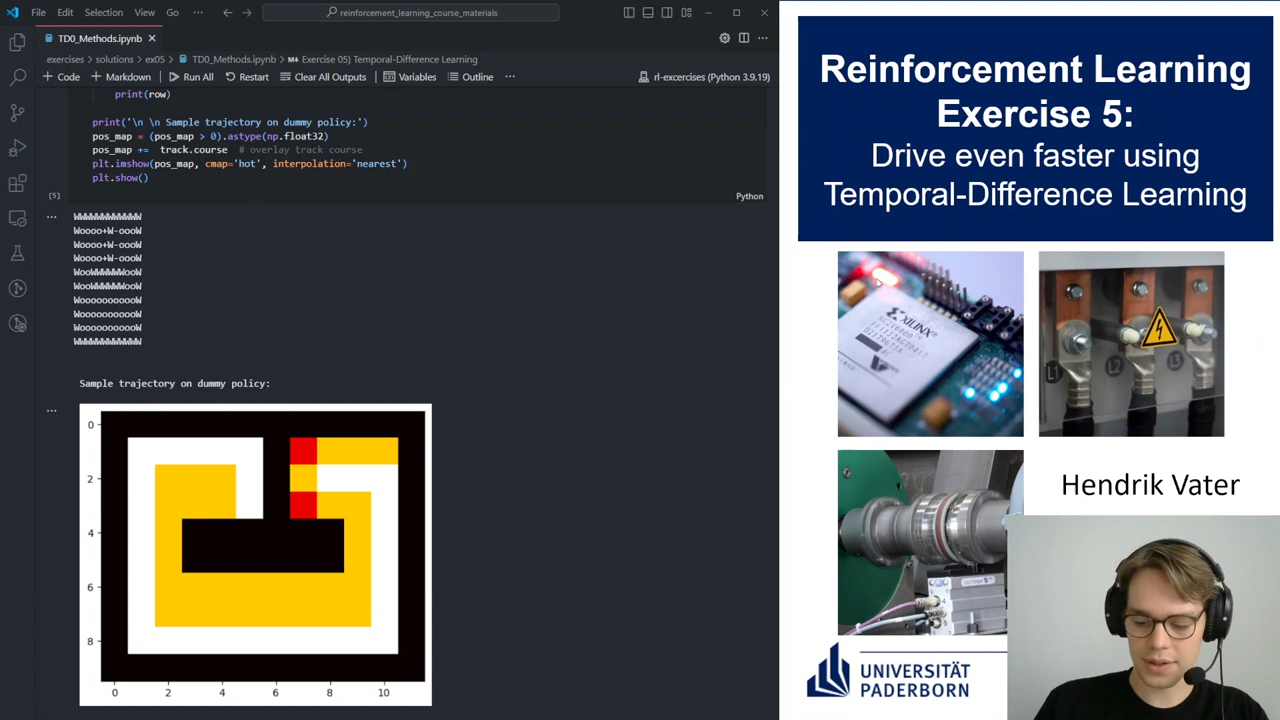 File Edit Selection View Go ··· reinforcement_learning_course_materials
TD0_Methods.ipynb
exercises > solutions > ex05 > TD0_Methods.ipynb > Exercise 05) Temporal-Difference Learning
+ Code + Markdown Run All Restart Clear All Outputs Variables Outline ··· rl-excercises (Python 3.9.19)
print(row)
print('\n \n Sample trajectory on dummy policy:')
pos_map = (pos_map > 0).astype(np.float32)
pos_map += track.course # overlay track course
plt.imshow(pos_map, cmap='hot', interpolation='nearest')
plt.show()
[5] Python
WWWWWWWWWWWW
Woooo+W-oooW
Woooo+W-oooW
Woooo+W-oooW
WooWWWWWWooW
WooWWWWWWooW
WooooooooooW
WooooooooooW
WooooooooooW
WWWWWWWWWWWW
Sample trajectory on dummy policy:
0
2
4
6
8
0 2 4 6 8 10
Reinforcement Learning
Exercise 5:
Drive even faster using
Temporal-Difference Learning
XILINX
L1 L2 L3
Hendrik Vater
UNIVERSITÄT
PADERBORN